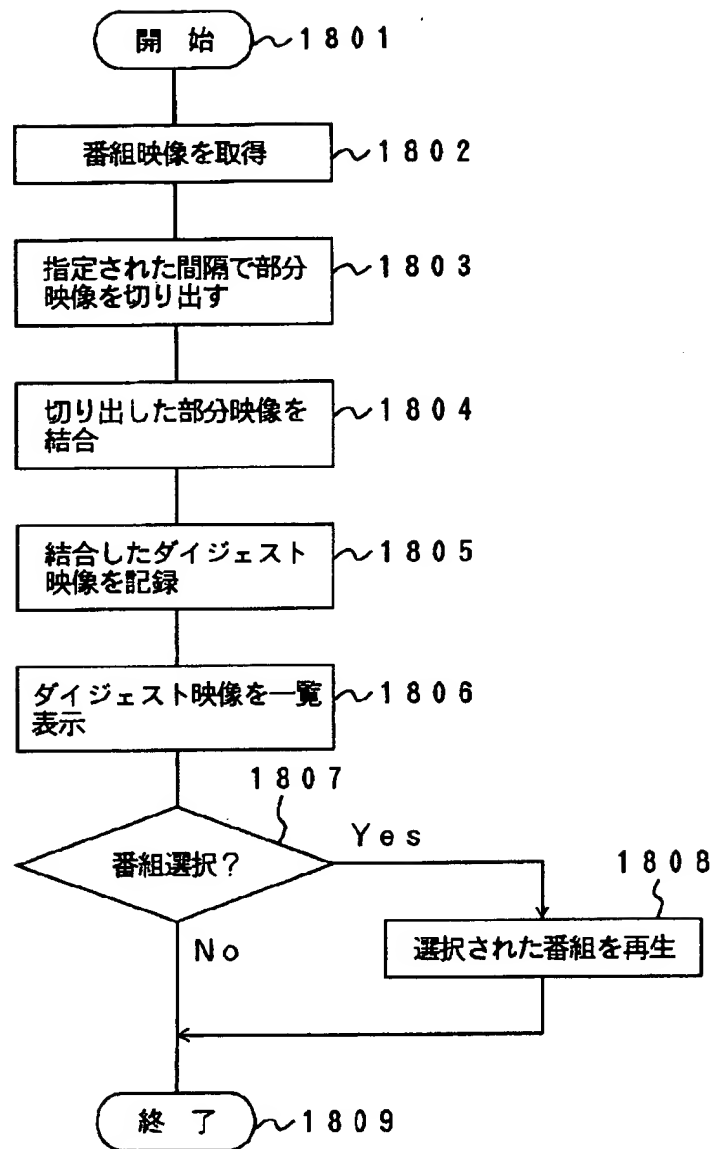 開 始
1801
番組映像を取得
1802
指定された間隔で部分
映像を切り出す
1803
切り出した部分映像を
結合
1804
結合したダイジェスト
映像を記録
1805
ダイジェスト映像を一覧
表示
1806
1807
番組選択?
Yes
1808
選択された番組を再生
No
終 了
1809